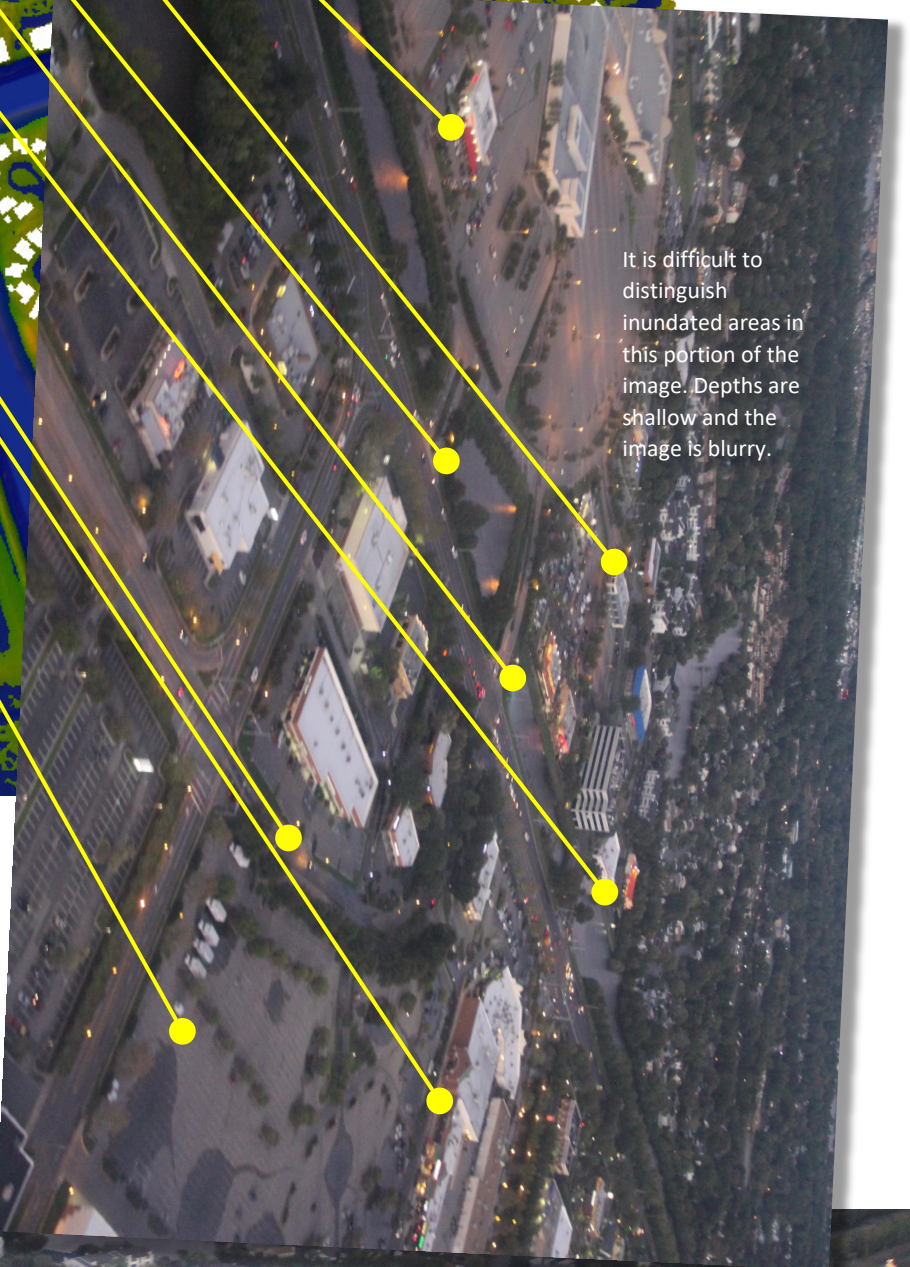 It is difficult to
distinguish
inundated areas in
this portion of the
image. Depths are
shallow and the
image is blurry.